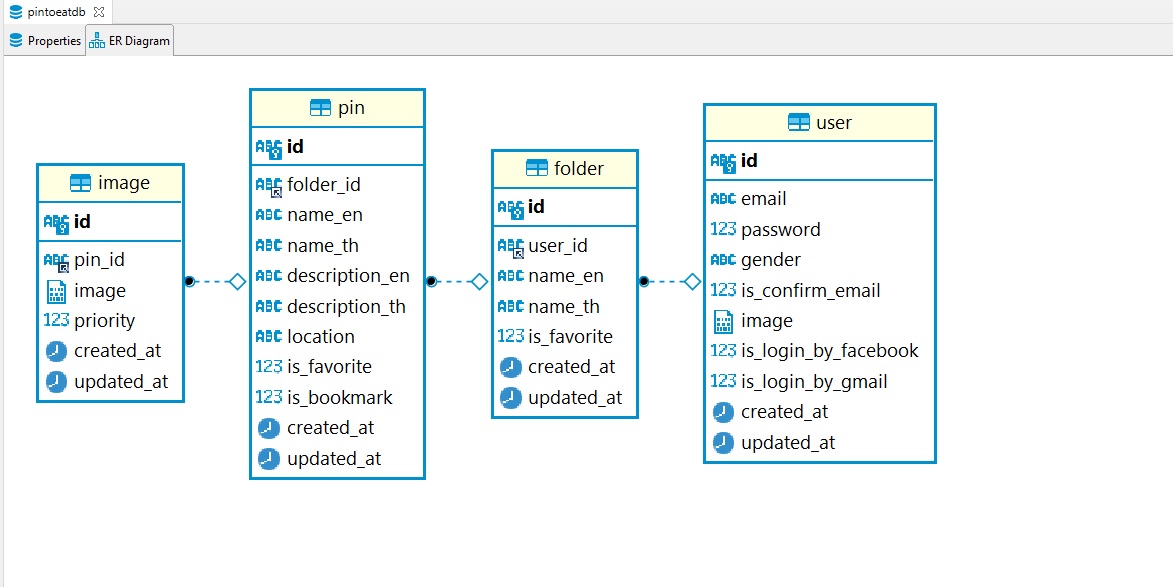 pintoeatdb
Properties
ER Diagram
image
ABC id
ABC pin_id
image
123 priority
created_at
updated_at
pin
ABC id
ABC folder_id
ABC name_en
ABC name_th
ABC description_en
ABC description_th
ABC location
123 is_favorite
123 is_bookmark
created_at
updated_at
folder
ABC id
ABC user_id
ABC name_en
ABC name_th
123 is_favorite
created_at
updated_at
user
ABC id
ABC email
123 password
ABC gender
123 is_confirm_email
image
123 is_login_by_facebook
123 is_login_by_gmail
created_at
updated_at